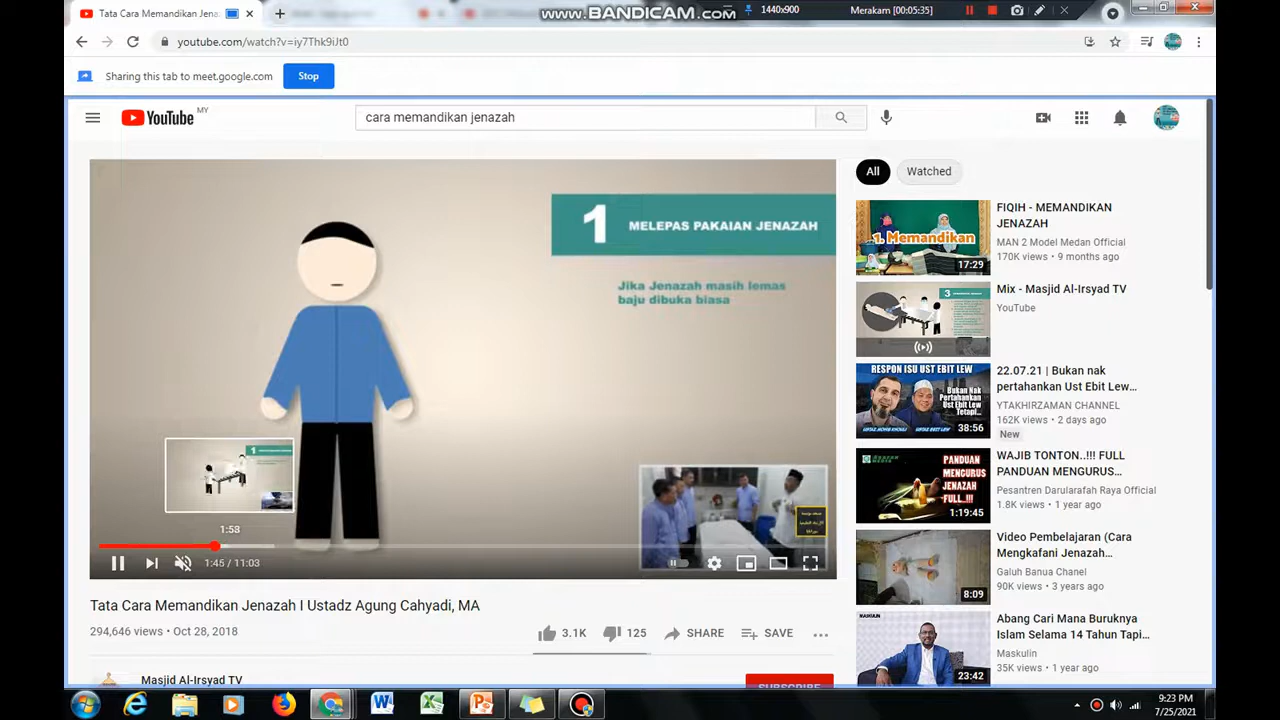 Tata Cara Memandikan Jena
www.BANDICAM.com
1440x900
Merakam (00:05:35)
youtube.com/watch?v=iy7Thk9iJt0
Sharing this tab to meet.google.com
Stop
YouTube
MY
cara memandikan jenazah
1 MELEPAS PAKAIAN JENAZAH
Jika Jenazah masih lemas
baju dibuka biasa
1:58
1:45 / 11:03
Tata Cara Memandikan Jenazah I Ustadz Agung Cahyadi, MA
294,646 views • Oct 28, 2018
3.1K
125
SHARE
SAVE
Masjid Al-Irsyad TV
SUBSCRIBE
All
Watched
1. Memandikan
17:29
FIQIH - MEMANDIKAN
JENAZAH
MAN 2 Model Medan Official
170K views • 9 months ago
3
Mix - Masjid Al-Irsyad TV
YouTube
RESPON ISU UST EBIT LEW
Bukan Nak
Pertahankan
Ust Ebit Lew
Tetapi...
38:56
22.07.21 | Bukan nak
pertahankan Ust Ebit Lew...
YTAKHIRZAMAN CHANNEL
162K views • 2 days ago
New
PANDUAN
MENGURUS
JENAZAH
FULL..!!!
1:19:45
WAJIB TONTON..!!! FULL
PANDUAN MENGURUS...
Pesantren Darularafah Raya Official
1.8K views • 1 year ago
8:09
Video Pembelajaran (Cara
Mengkafani Jenazah...
Galuh Banua Chanel
90K views • 3 years ago
23:42
Abang Cari Mana Buruknya
Islam Selama 14 Tahun Tapi...
Maskulin
35K views • 1 year ago
9:23 PM
7/25/2021